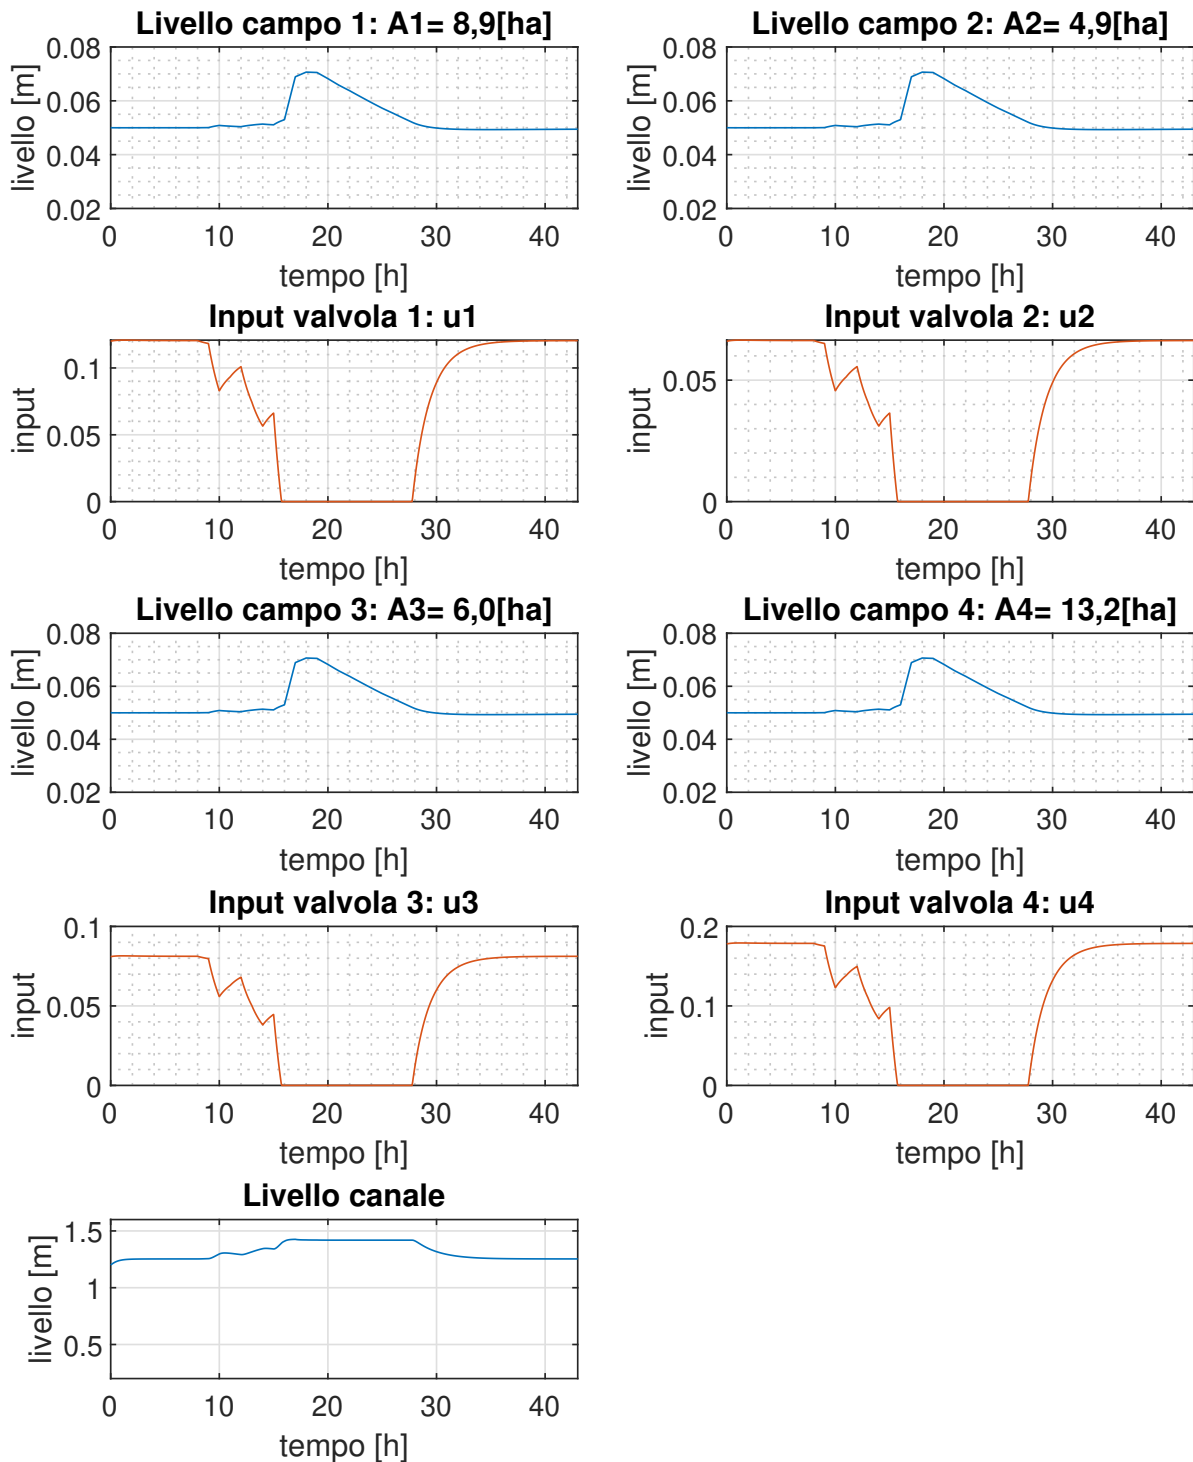 Livello campo 1: A1= 8,9[ha]
livello [m]
0.08
0.06
0.04
0.02
0 10 20 30 40
tempo [h]
Livello campo 2: A2= 4,9[ha]
livello [m]
0.08
0.06
0.04
0.02
0 10 20 30 40
tempo [h]
Input valvola 1: u1
input
0.1
0.05
0
0 10 20 30 40
tempo [h]
Input valvola 2: u2
input
0.05
0
0 10 20 30 40
tempo [h]
Livello campo 3: A3= 6,0[ha]
livello [m]
0.08
0.06
0.04
0.02
0 10 20 30 40
tempo [h]
Livello campo 4: A4= 13,2[ha]
livello [m]
0.08
0.06
0.04
0.02
0 10 20 30 40
tempo [h]
Input valvola 3: u3
input
0.1
0.05
0
0 10 20 30 40
tempo [h]
Input valvola 4: u4
input
0.2
0.1
0
0 10 20 30 40
tempo [h]
Livello canale
livello [m]
1.5
1
0.5
0 10 20 30 40
tempo [h]